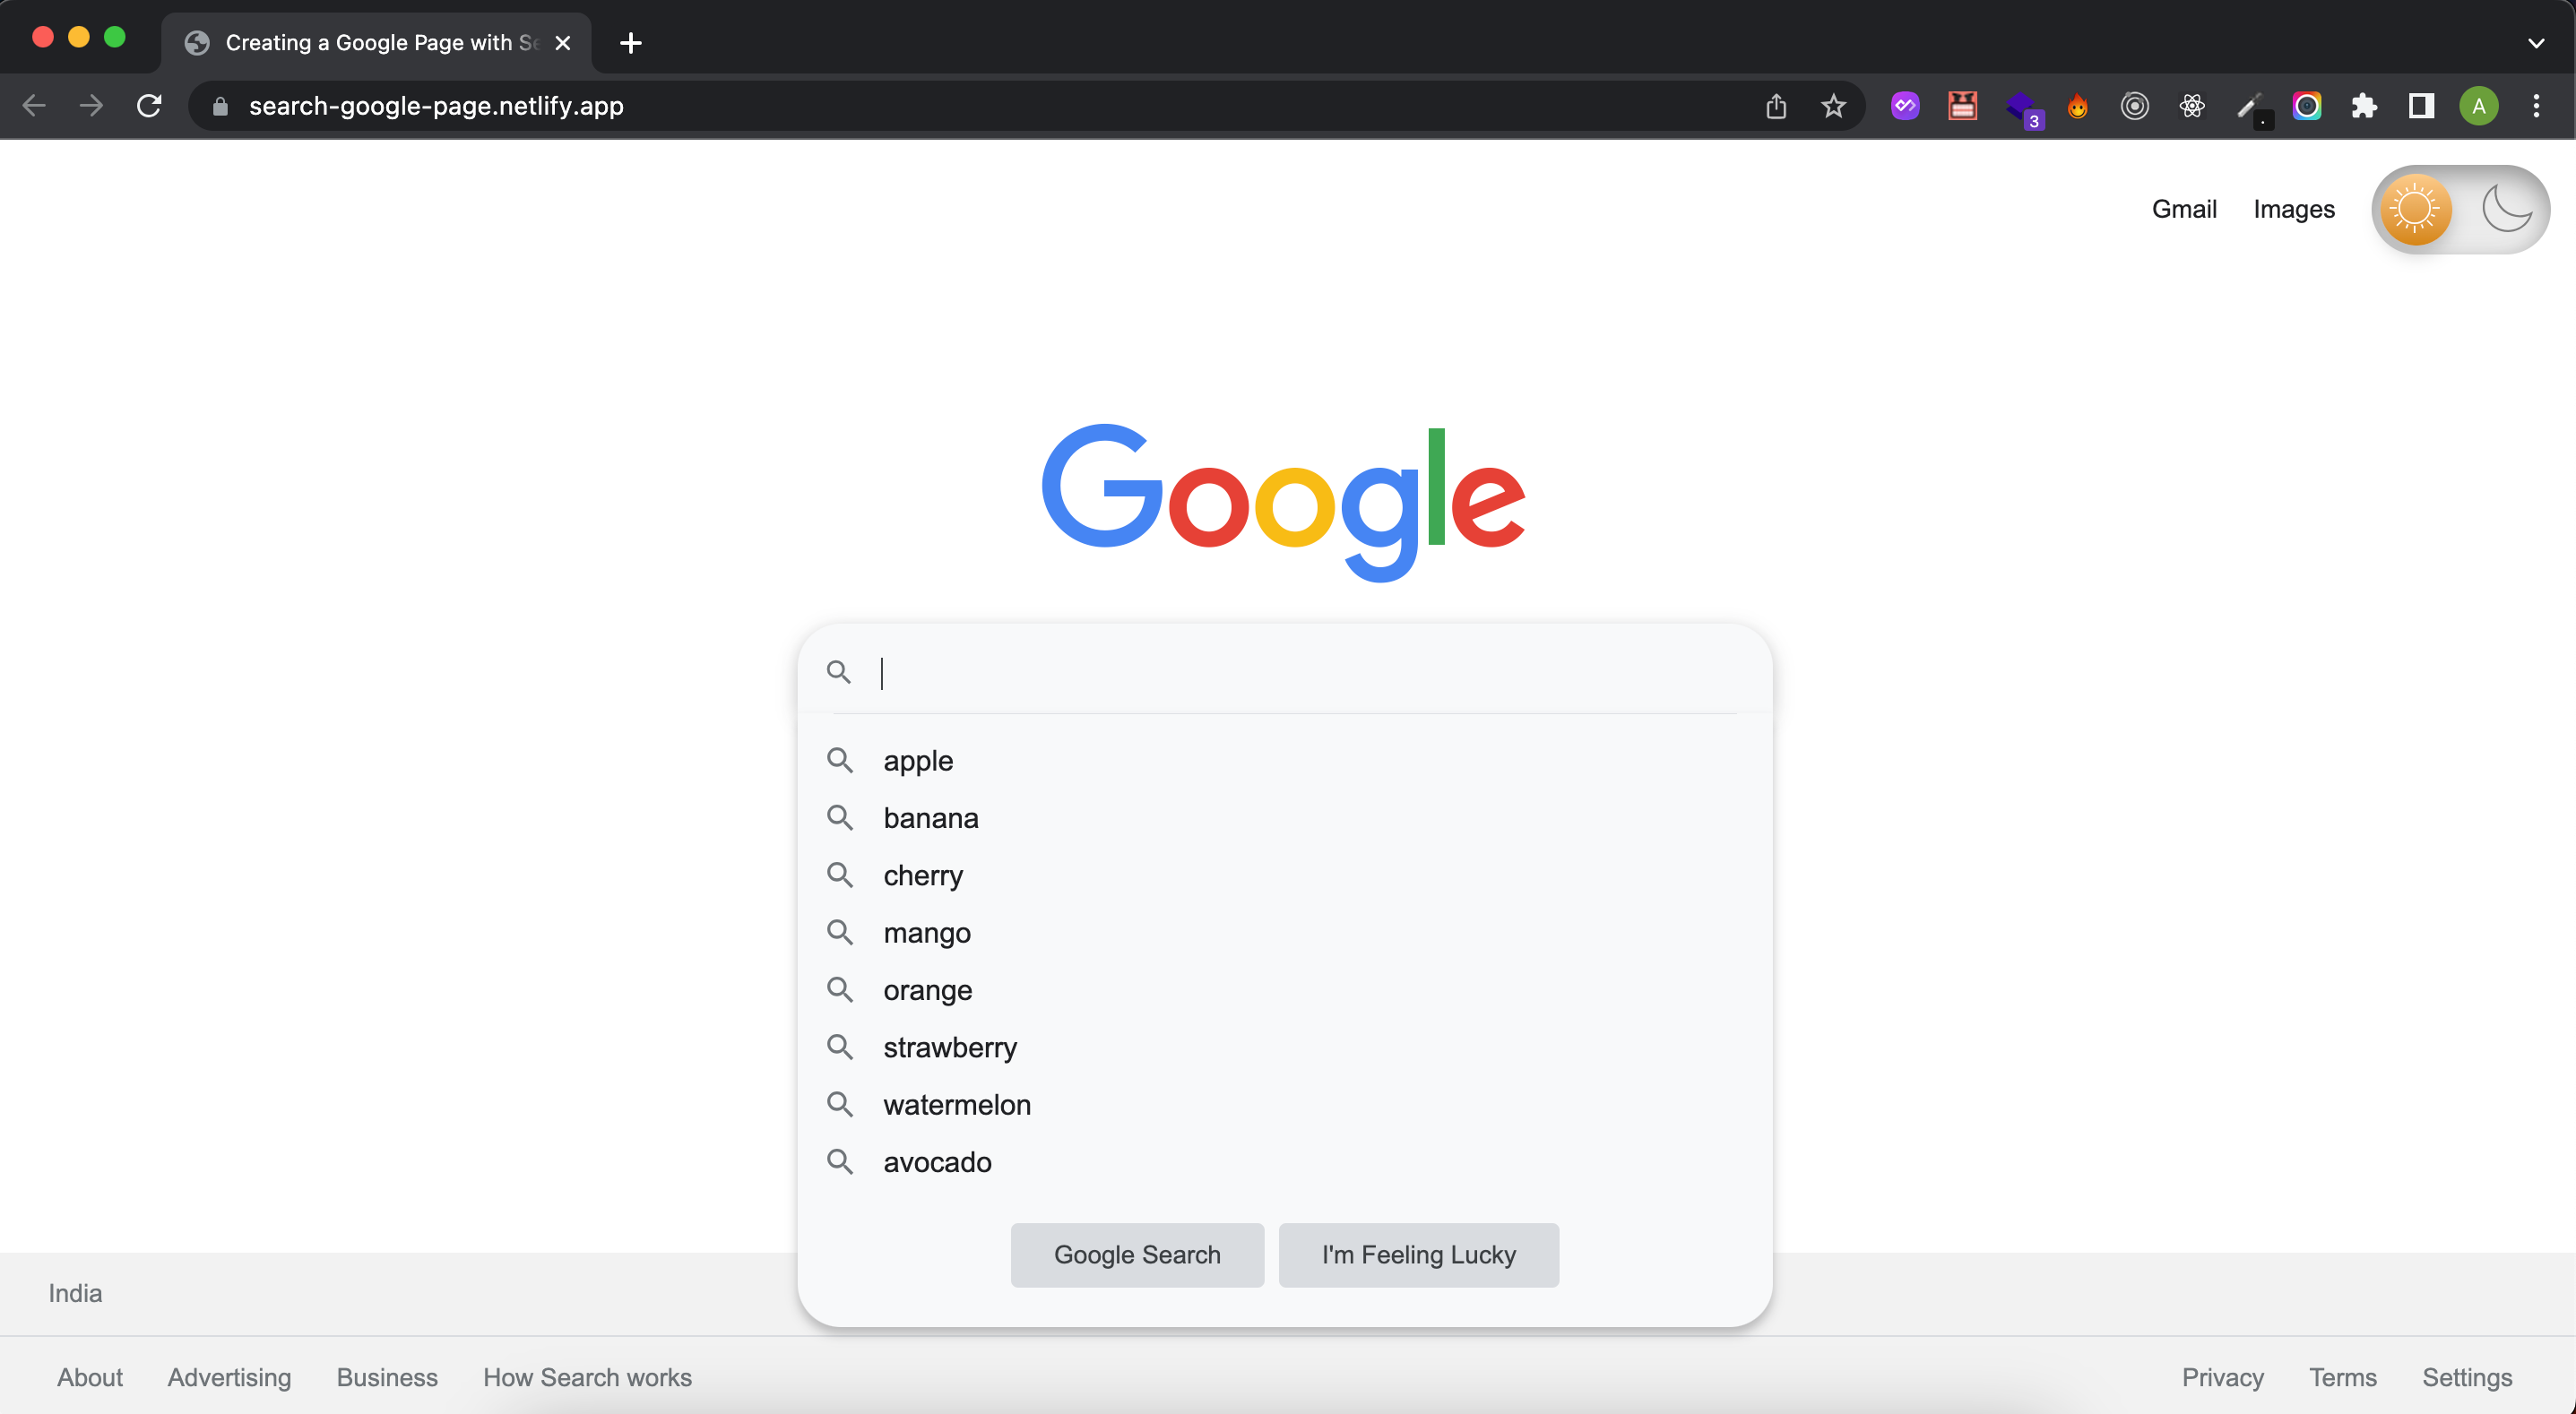 Creating a Google Page with Se
search-google-page.netlify.app
3
A
Gmail Images
Google
apple
banana
cherry
mango
orange
strawberry
watermelon
avocado
Google Search I'm Feeling Lucky
India
About Advertising Business How Search works Privacy Terms Settings